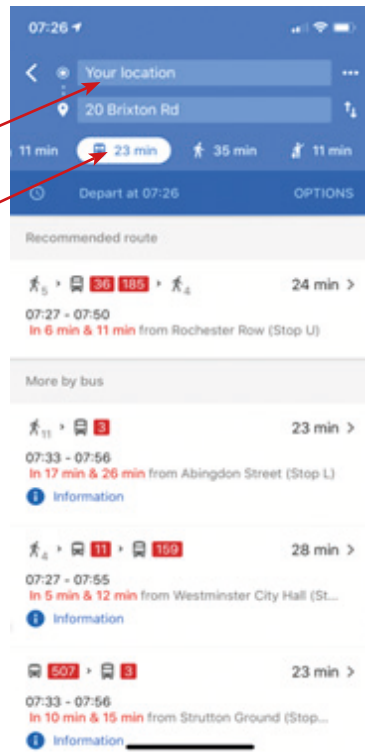 07:26
Your location
20 Brixton Rd
11 min 23 min 35 min 11 min
Depart at 07:26 OPTIONS
Recommended route
5 36 185 4 24 min >
07:27 - 07:50
In 6 min & 11 min from Rochester Row (Stop U)
More by bus
11 3 23 min >
07:33 - 07:56
In 17 min & 26 min from Abingdon Street (Stop L)
i Information
4 11 159 28 min >
07:27 - 07:55
In 5 min & 12 min from Westminster City Hall (St...
i Information
507 3 23 min >
07:33 - 07:56
In 10 min & 15 min from Strutton Ground (Stop...
i Information